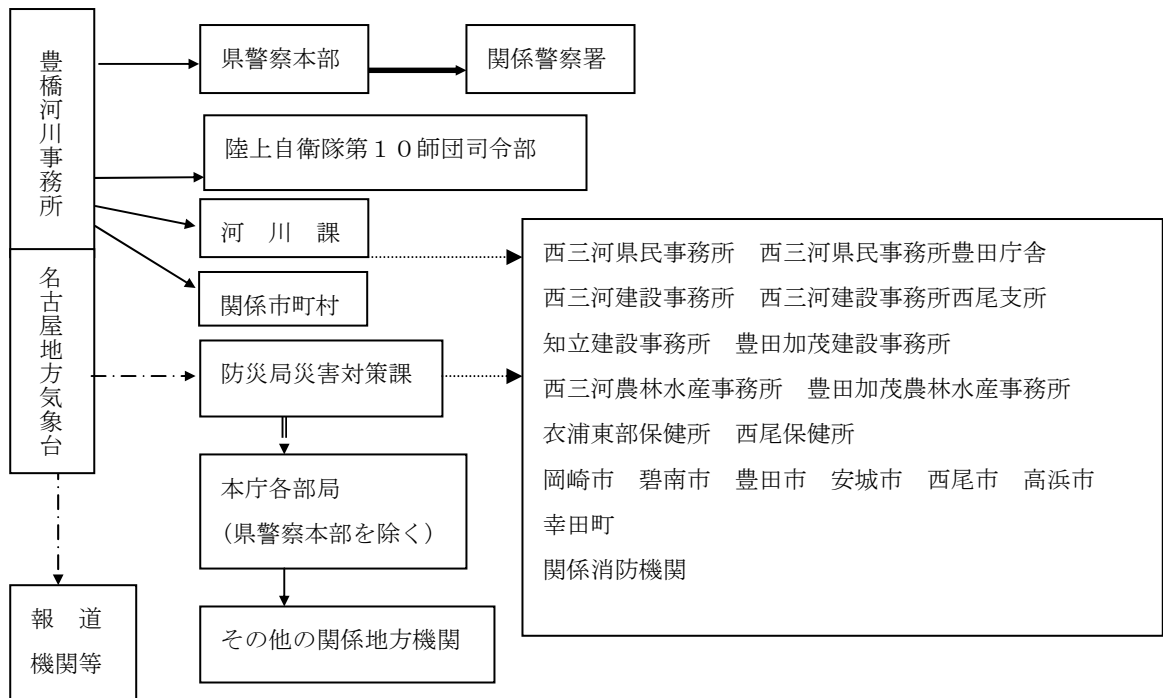 豊橋河川事務所
名古屋地方気象台
県警察本部
関係警察署
陸上自衛隊第１０師団司令部
河　川　課
関係市町村
防災局災害対策課
本庁各部局
（県警察本部を除く）
その他の関係地方機関
報　道
機関等
西三河県民事務所　西三河県民事務所豊田庁舎
西三河建設事務所　西三河建設事務所西尾支所
知立建設事務所　豊田加茂建設事務所
西三河農林水産事務所　豊田加茂農林水産事務所
衣浦東部保健所　西尾保健所
岡崎市　碧南市　豊田市　安城市　西尾市　高浜市
幸田町
関係消防機関